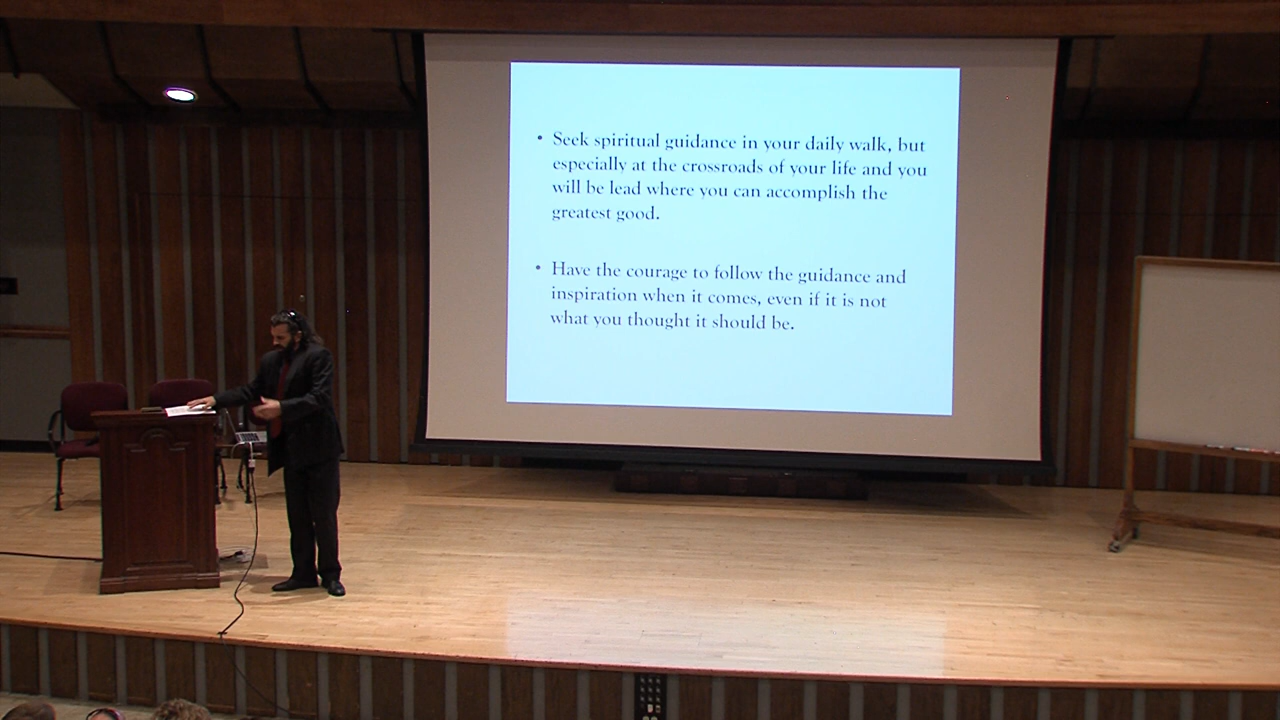 • Seek spiritual guidance in your daily walk, but
especially at the crossroads of your life and you
will be lead where you can accomplish the
greatest good.
• Have the courage to follow the guidance and
inspiration when it comes, even if it is not
what you thought it should be.